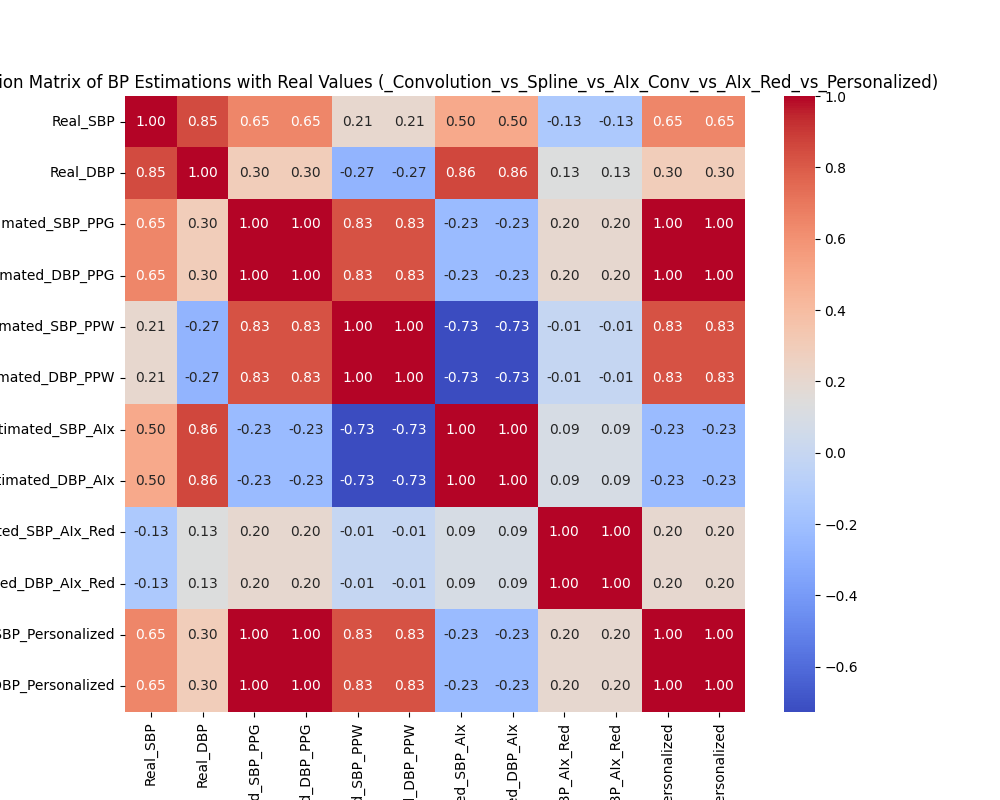 ion Matrix of BP Estimations with Real Values (_Convolution_vs_Spline_vs_AIx_Conv_vs_AIx_Red_vs_Personalized)
Real_SBP 1.00 0.85 0.65 0.65 0.21 0.21 0.50 0.50 -0.13 -0.13 0.65 0.65
Real_DBP 0.85 1.00 0.30 0.30 -0.27 -0.27 0.86 0.86 0.13 0.13 0.30 0.30
mated_SBP_PPG 0.65 0.30 1.00 1.00 0.83 0.83 -0.23 -0.23 0.20 0.20 1.00 1.00
mated_DBP_PPG 0.65 0.30 1.00 1.00 0.83 0.83 -0.23 -0.23 0.20 0.20 1.00 1.00
mated_SBP_PPW 0.21 -0.27 0.83 0.83 1.00 1.00 -0.73 -0.73 -0.01 -0.01 0.83 0.83
mated_DBP_PPW 0.21 -0.27 0.83 0.83 1.00 1.00 -0.73 -0.73 -0.01 -0.01 0.83 0.83
timated_SBP_AIx 0.50 0.86 -0.23 -0.23 -0.73 -0.73 1.00 1.00 0.09 0.09 -0.23 -0.23
timated_DBP_AIx 0.50 0.86 -0.23 -0.23 -0.73 -0.73 1.00 1.00 0.09 0.09 -0.23 -0.23
ted_SBP_AIx_Red -0.13 0.13 0.20 0.20 -0.01 -0.01 0.09 0.09 1.00 1.00 0.20 0.20
ed_DBP_AIx_Red -0.13 0.13 0.20 0.20 -0.01 -0.01 0.09 0.09 1.00 1.00 0.20 0.20
SBP_Personalized 0.65 0.30 1.00 1.00 0.83 0.83 -0.23 -0.23 0.20 0.20 1.00 1.00
DBP_Personalized 0.65 0.30 1.00 1.00 0.83 0.83 -0.23 -0.23 0.20 0.20 1.00 1.00
Real_SBP
Real_DBP
d_SBP_PPG
d_DBP_PPG
d_SBP_PPW
d_DBP_PPW
ed_SBP_AIx
ed_DBP_AIx
BP_AIx_Red
BP_AIx_Red
ersonalized
ersonalized
1.0
0.8
0.6
0.4
0.2
0.0
−0.2
−0.4
−0.6